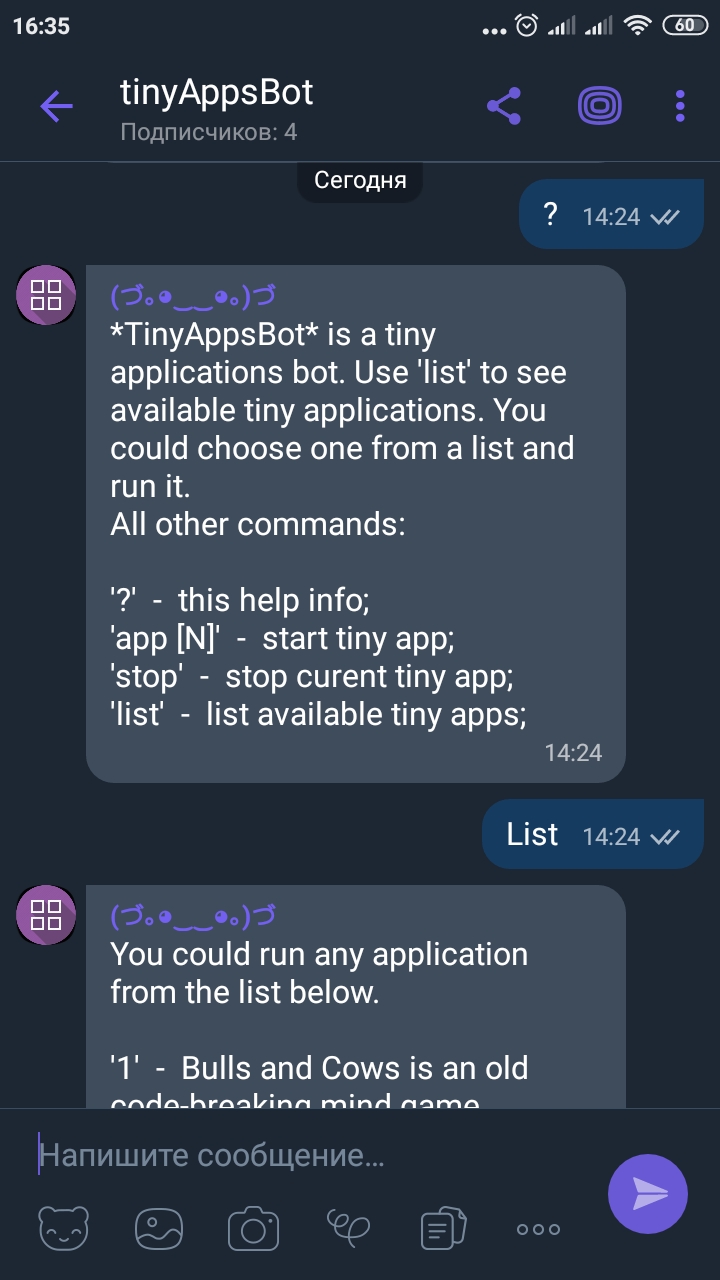 16:35
60
tinyAppsBot
Подписчиков: 4
Сегодня
? 14:24
(づ｡◕‿‿◕｡)づ
*TinyAppsBot* is a tiny
applications bot. Use 'list' to see
available tiny applications. You
could choose one from a list and
run it.
All other commands:
'?' - this help info;
'app [N]' - start tiny app;
'stop' - stop curent tiny app;
'list' - list available tiny apps;
14:24
List 14:24
(づ｡◕‿‿◕｡)づ
You could run any application
from the list below.
'1' - Bulls and Cows is an old
code-breaking mind game
Напишите сообщение...